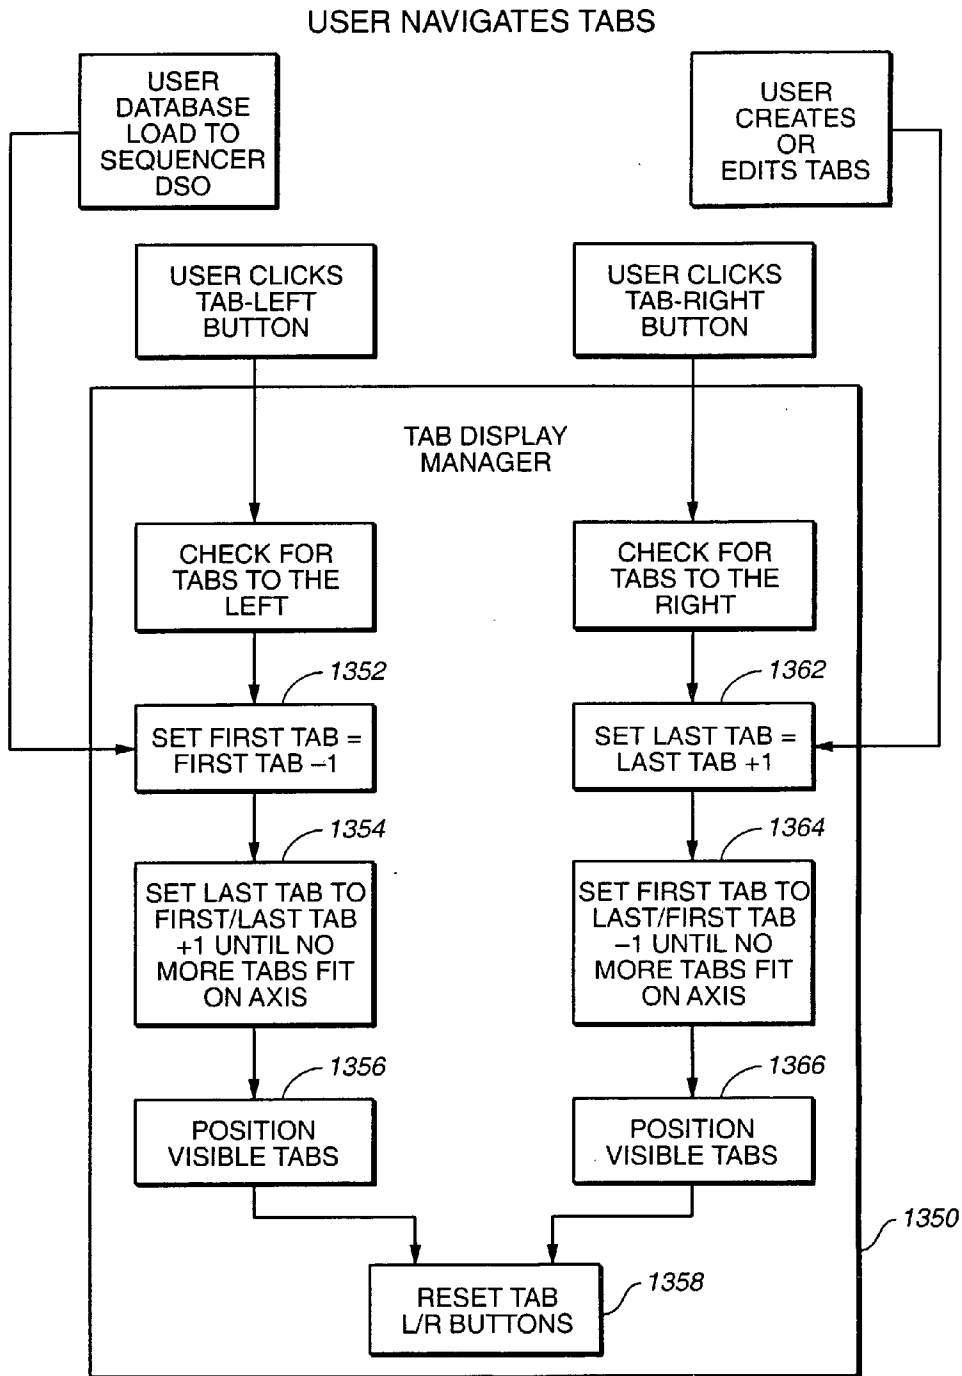 USER NAVIGATES TABS
USER
DATABASE
LOAD TO
SEQUENCER
DSO
USER
CREATES
OR
EDITS TABS
USER CLICKS
TAB-LEFT
BUTTON
USER CLICKS
TAB-RIGHT
BUTTON
TAB DISPLAY
MANAGER
CHECK FOR
TABS TO THE
LEFT
CHECK FOR
TABS TO THE
RIGHT
1352
SET FIRST TAB =
FIRST TAB –1
1362
SET LAST TAB =
LAST TAB +1
1354
SET LAST TAB TO
FIRST/LAST TAB
+1 UNTIL NO
MORE TABS FIT
ON AXIS
1364
SET FIRST TAB TO
LAST/FIRST TAB
–1 UNTIL NO
MORE TABS FIT
ON AXIS
1356
POSITION
VISIBLE TABS
1366
POSITION
VISIBLE TABS
1350
1358
RESET TAB
L/R BUTTONS